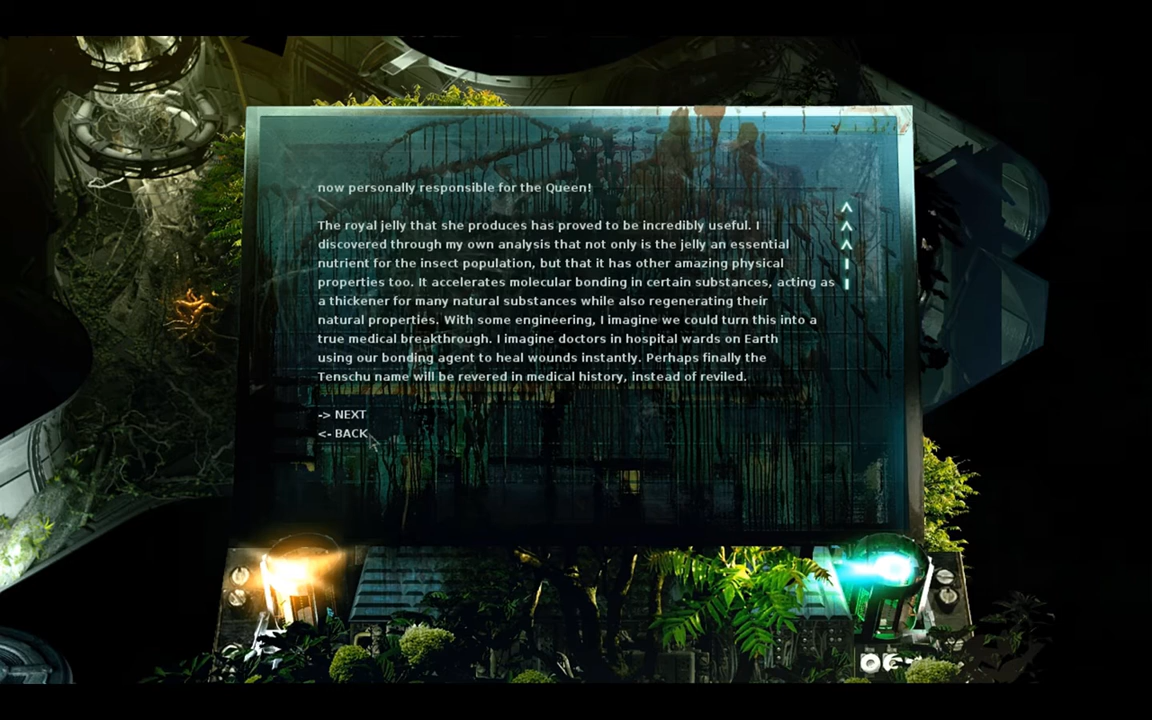 now personally responsible for the Queen!
The royal jelly that she produces has proved to be incredibly useful. I
discovered through my own analysis that not only is the jelly an essential
nutrient for the insect population, but that it has other amazing physical
properties too. It accelerates molecular bonding in certain substances, acting as
a thickener for many natural substances while also regenerating their
natural properties. With some engineering, I imagine we could turn this into a
true medical breakthrough. I imagine doctors in hospital wards on Earth
using our bonding agent to heal wounds instantly. Perhaps finally the
Tenschu name will be revered in medical history, instead of reviled.
-> NEXT
<- BACK